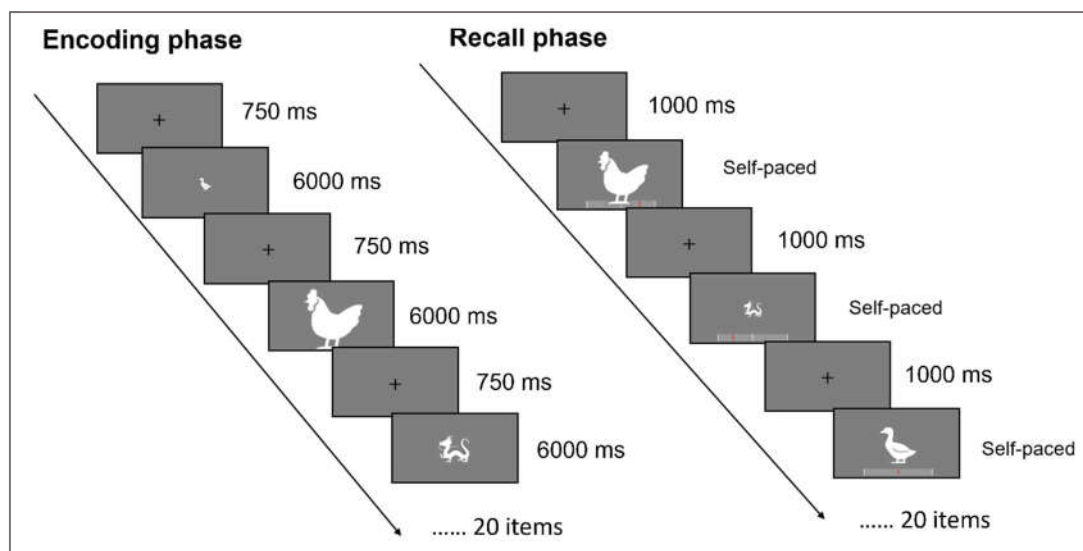 Encoding phase
750 ms
6000 ms
750 ms
6000 ms
750 ms
6000 ms
...... 20 items
Recall phase
1000 ms
Self-paced
1000 ms
Self-paced
1000 ms
Self-paced
...... 20 items